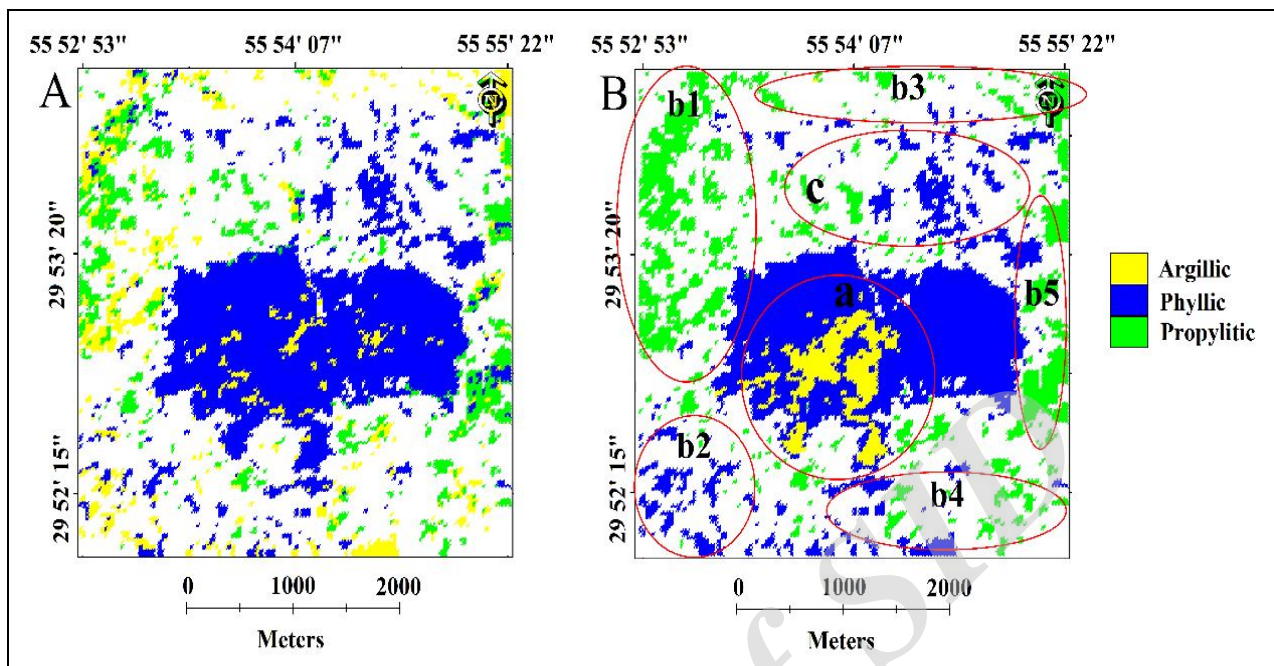 55 52' 53" 55 54' 07" 55 55' 22"
A
N
29 53' 20"
29 52' 15"
0 1000 2000
Meters
55 52' 53" 55 54' 07" 55 55' 22"
B
N
b1
b3
c
a
b5
b2
b4
29 53' 20"
29 52' 15"
0 1000 2000
Meters
Argillic
Phyllic
Propylitic
of SID